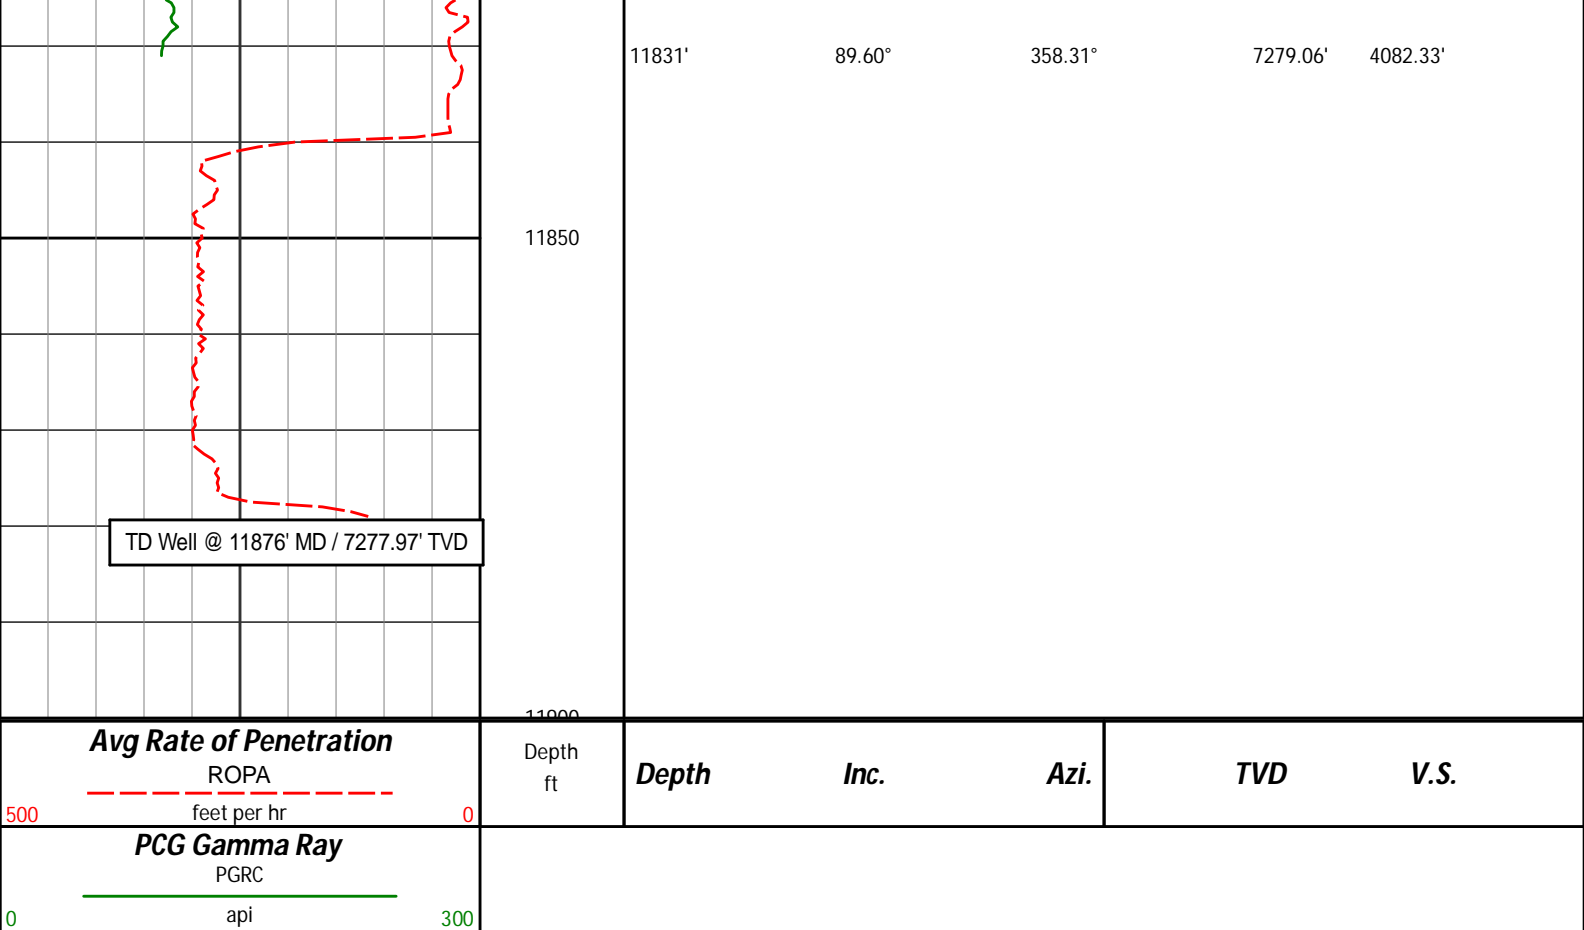 11831' 89.60° 358.31° 7279.06' 4082.33'
11850
TD Well @ 11876' MD / 7277.97' TVD
11900
Avg Rate of Penetration
ROPA
500 feet per hr 0
Depth
ft
Depth Inc. Azi. TVD V.S.
PCG Gamma Ray
PGRC
0 api 300